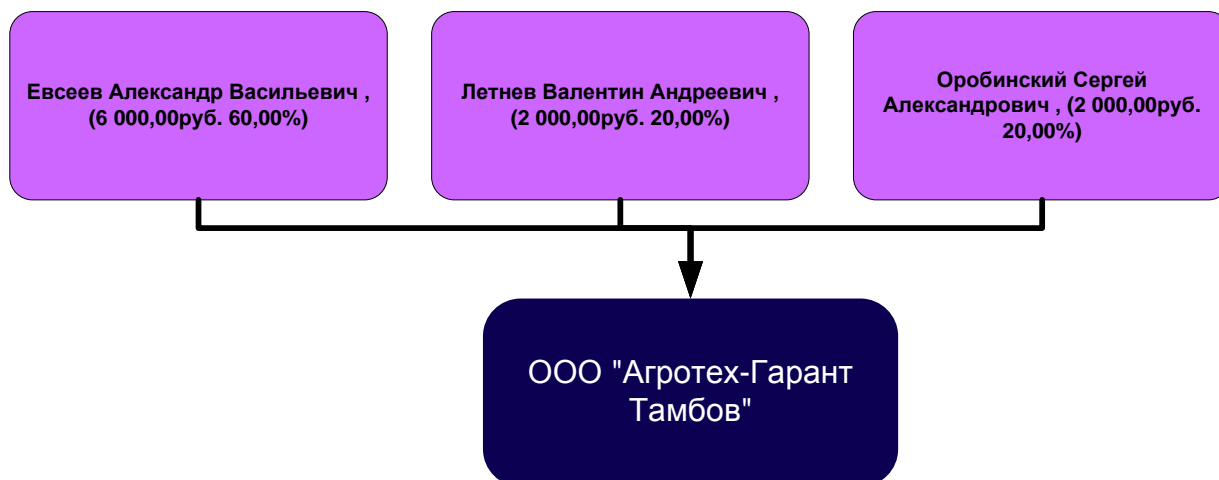 Евсеев Александр Васильевич ,
(6 000,00руб. 60,00%)
Летнев Валентин Андреевич ,
(2 000,00руб. 20,00%)
Оробинский Сергей
Александрович , (2 000,00руб.
20,00%)
ООО "Агротех-Гарант
Тамбов"